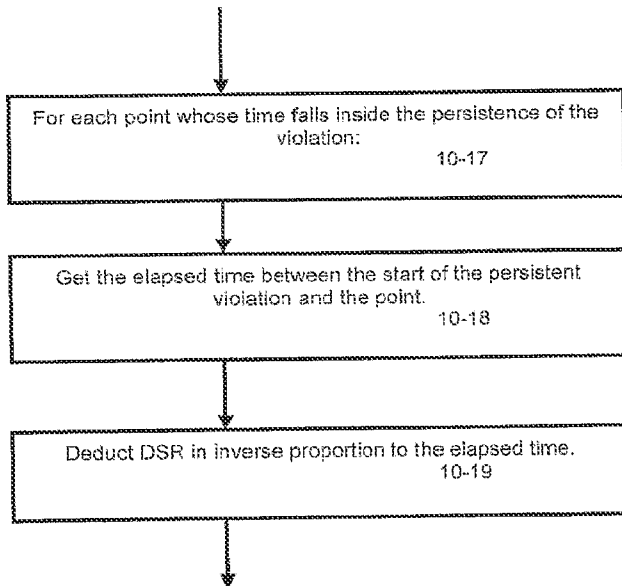 For each point whose time falls inside the persistence of the
violation:
10-17
Get the elapsed time between the start of the persistent
violation and the point.
10-18
Deduct DSR in inverse proportion to the elapsed time.
10-19